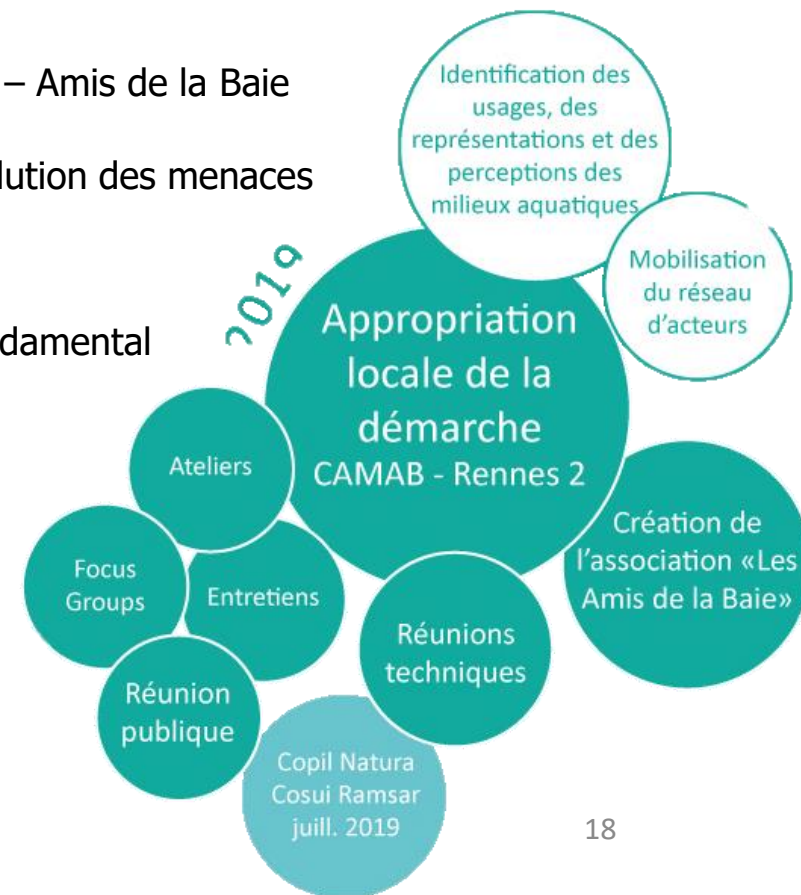 – Amis de la Baie
lution des menaces
damental
2019
Identification des
usages, des
représentations et des
perceptions des
milieux aquatiques
Mobilisation
du réseau
d'acteurs
Appropriation
locale de la
démarche
CAMAB - Rennes 2
Ateliers
Focus
Groups
Entretiens
Réunion
publique
Réunions
techniques
Création de
l'association «Les
Amis de la Baie»
Copil Natura
Cosui Ramsar
juill. 2019
18